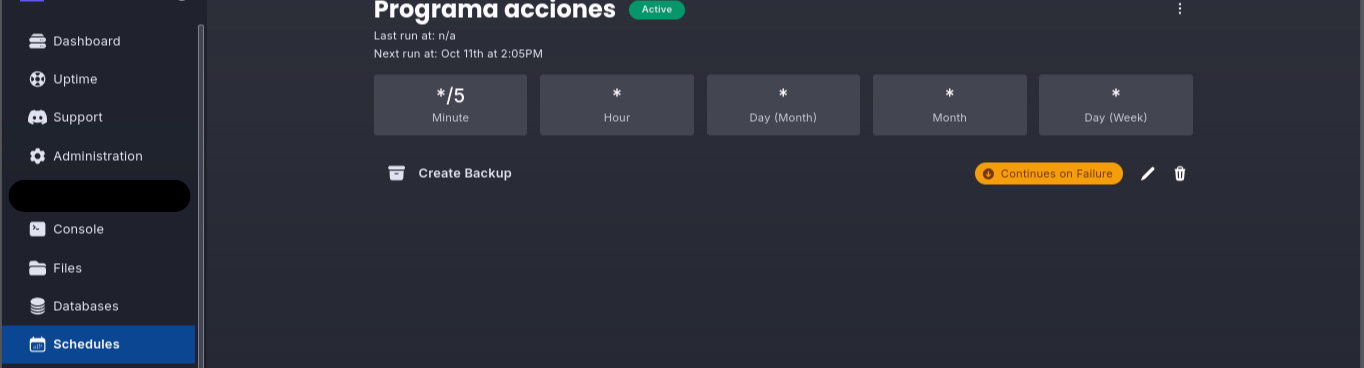 Dashboard
Uptime
Support
Administration
Console
Files
Databases
Schedules
Programa acciones
Active
Last run at: n/a
Next run at: Oct 11th at 2:05PM
*/5
Minute
*
Hour
*
Day (Month)
*
Month
*
Day (Week)
Create Backup
Continues on Failure